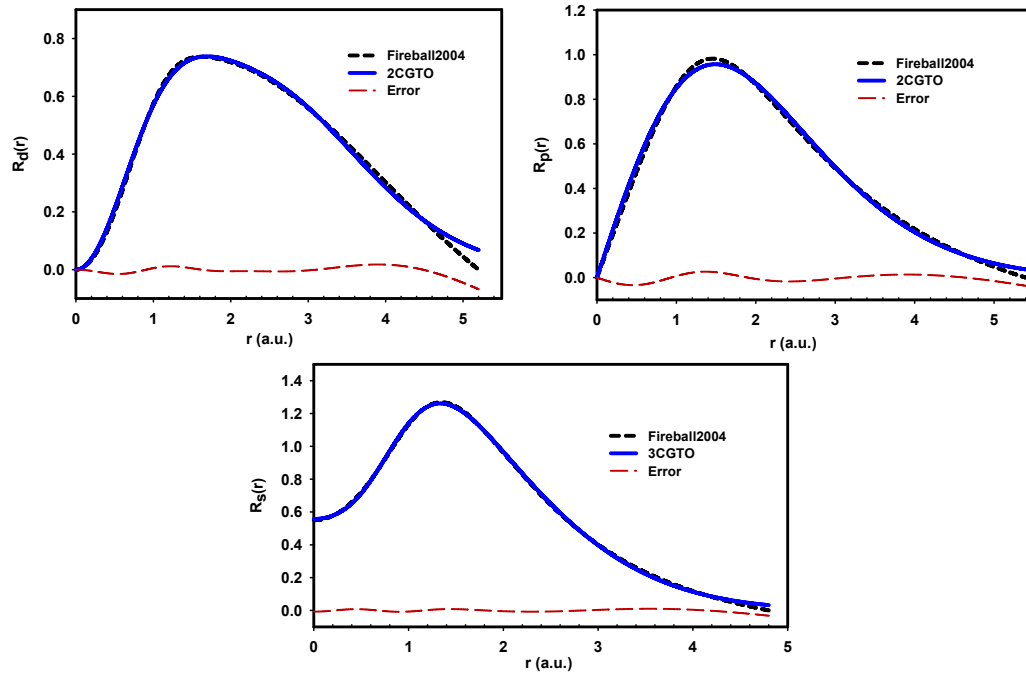 0.8
0.6
0.4
0.2
0.0
R_d(r)
Fireball2004
2CGTO
Error
0 1 2 3 4 5
r (a.u.)
1.2
1.0
0.8
0.6
0.4
0.2
0.0
R_p(r)
Fireball2004
2CGTO
Error
0 1 2 3 4 5
r (a.u.)
1.4
1.2
1.0
0.8
0.6
0.4
0.2
0.0
R_s(r)
Fireball2004
3CGTO
Error
0 1 2 3 4 5
r (a.u.)